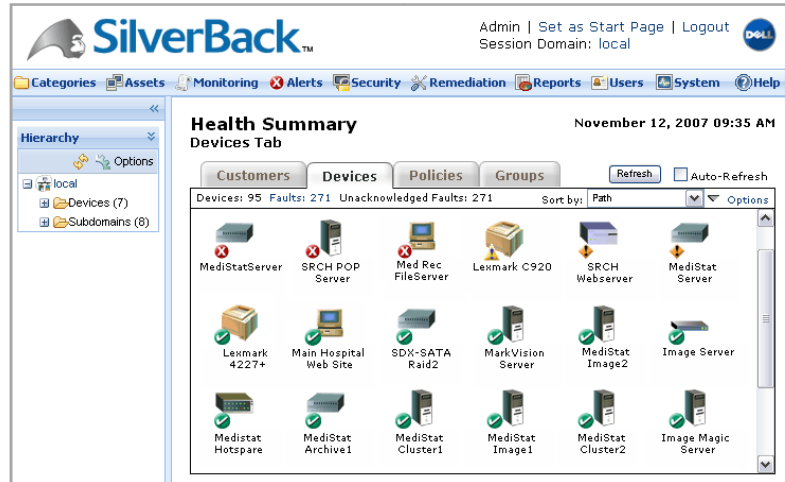 SilverBack™
Admin | Set as Start Page | Logout
Session Domain: local
DELL
Categories Assets Monitoring Alerts Security Remediation Reports Users System Help
«
Hierarchy
Options
local
Devices (7)
Subdomains (8)
Health Summary
November 12, 2007 09:35 AM
Devices Tab
Customers Devices Policies Groups Refresh Auto-Refresh
Devices: 95 Faults: 271 Unacknowledged Faults: 271 Sort by: Path Options
MediStatServer
SRCH POP
Server
Med Rec
FileServer
Lexmark C920
SRCH
Webserver
MediStat
Server
Lexmark
4227+
Main Hospital
Web Site
SDX-SATA
Raid2
MarkVision
Server
MediStat
Image2
Image Server
Medistat
Hotspare
MediStat
Archive1
MediStat
Cluster1
MediStat
Image1
MediStat
Cluster2
Image Magic
Server